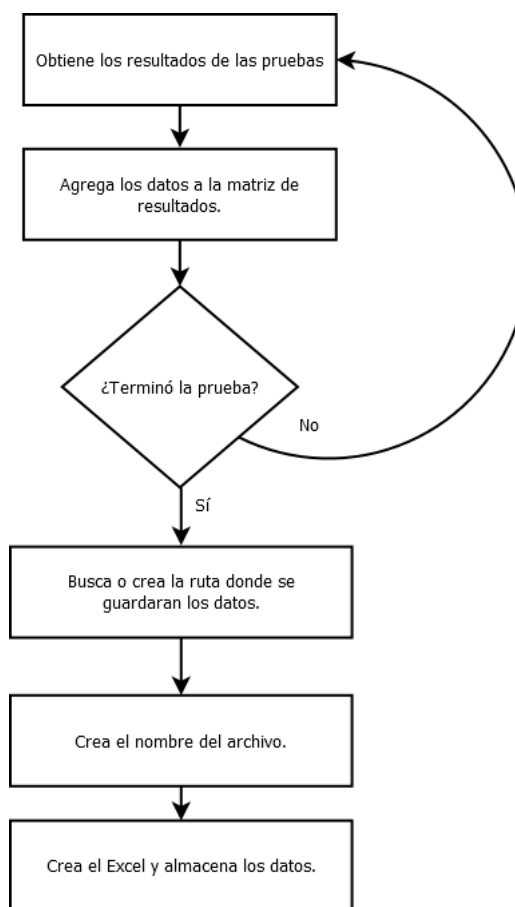 Obtiene los resultados de las pruebas
Agrega los datos a la matriz de
resultados.
¿Terminó la prueba?
No
Sí
Busca o crea la ruta donde se
guardaran los datos.
Crea el nombre del archivo.
Crea el Excel y almacena los datos.